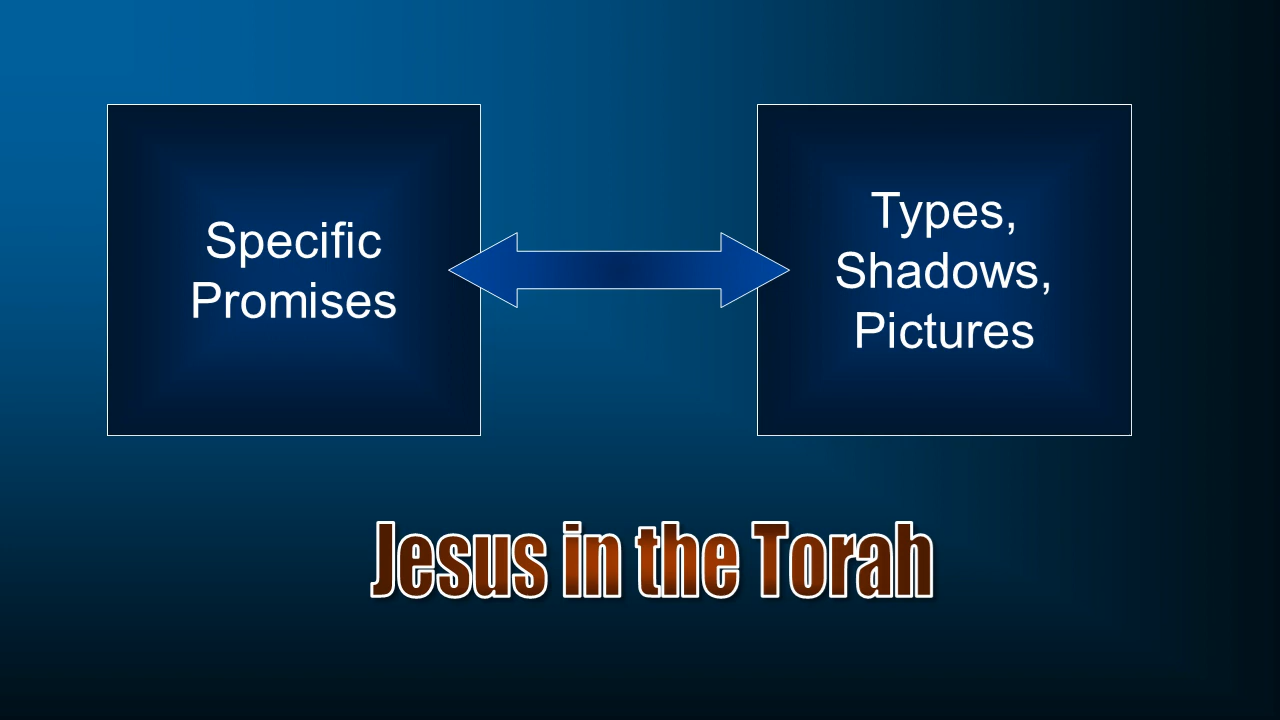 Specific
Promises
Types,
Shadows,
Pictures
Jesus in the Torah